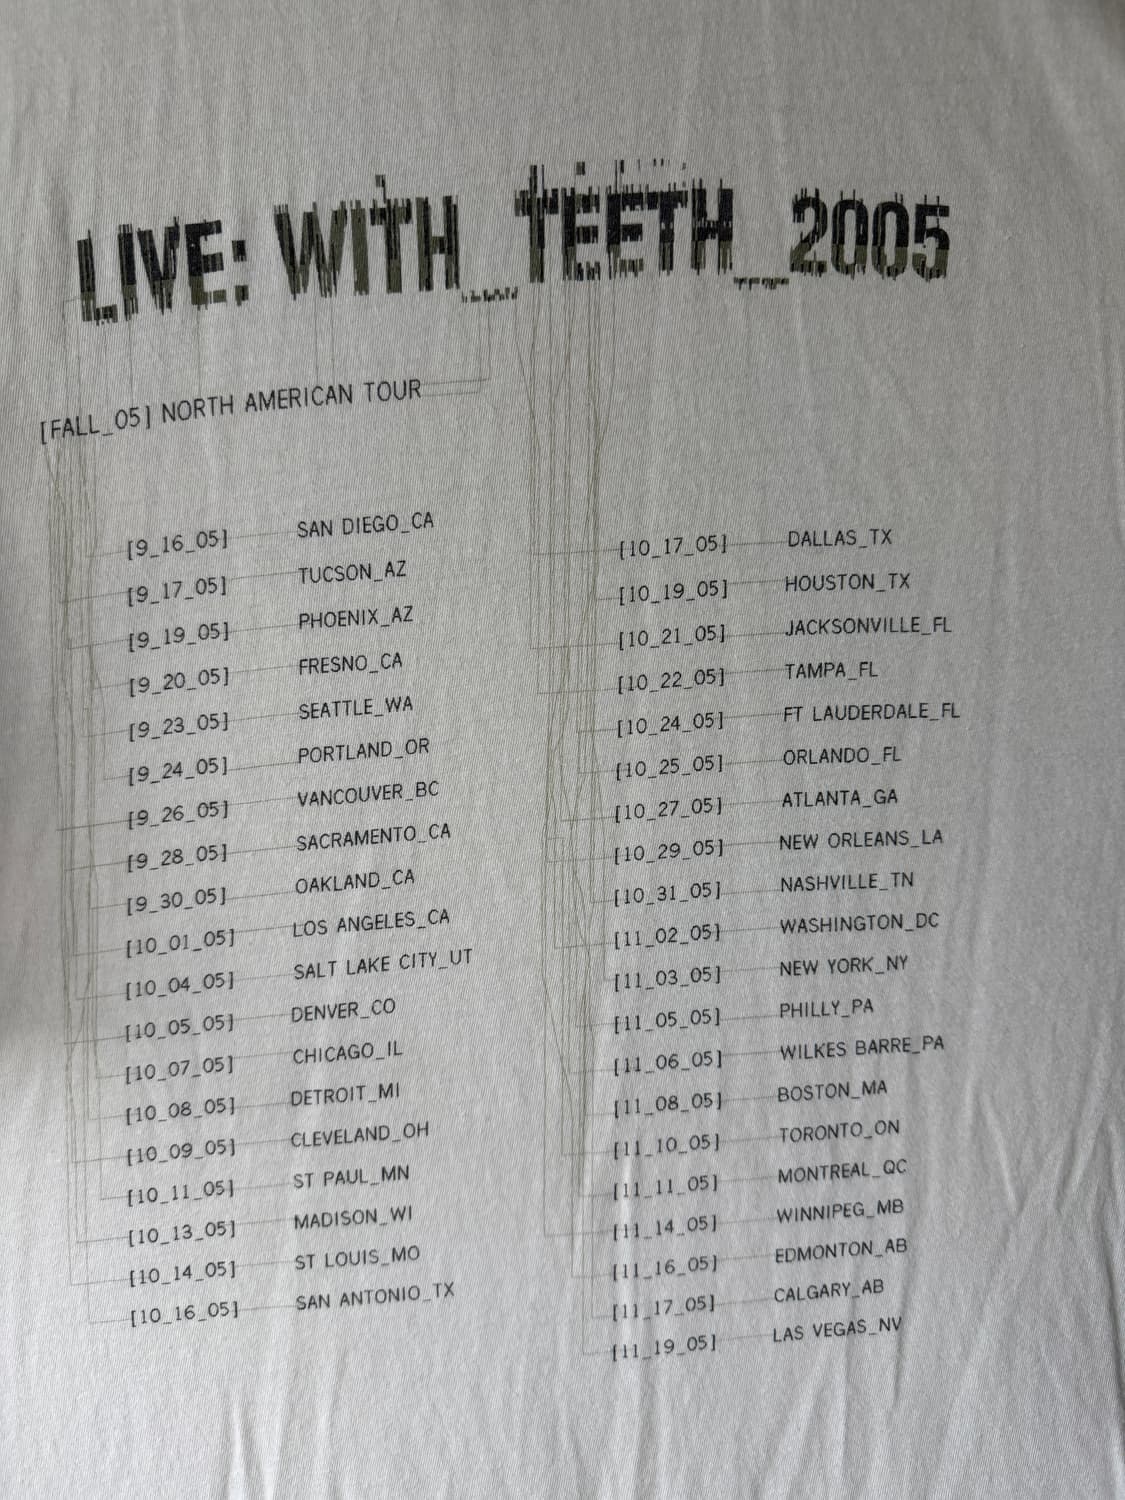 LIVE: WITH_TEETH_2005
[FALL_05] NORTH AMERICAN TOUR
[9_16_05] SAN DIEGO_CA
[9_17_05] TUCSON_AZ
[9_19_05] PHOENIX_AZ
[9_20_05] FRESNO_CA
[9_23_05] SEATTLE_WA
[9_24_05] PORTLAND_OR
[9_26_05] VANCOUVER_BC
[9_28_05] SACRAMENTO_CA
[9_30_05] OAKLAND_CA
[10_01_05] LOS ANGELES_CA
[10_04_05] SALT LAKE CITY_UT
[10_05_05] DENVER_CO
[10_07_05] CHICAGO_IL
[10_08_05] DETROIT_MI
[10_09_05] CLEVELAND_OH
[10_11_05] ST PAUL_MN
[10_13_05] MADISON_WI
[10_14_05] ST LOUIS_MO
[10_16_05] SAN ANTONIO_TX
[10_17_05] DALLAS_TX
[10_19_05] HOUSTON_TX
[10_21_05] JACKSONVILLE_FL
[10_22_05] TAMPA_FL
[10_24_05] FT LAUDERDALE_FL
[10_25_05] ORLANDO_FL
[10_27_05] ATLANTA_GA
[10_29_05] NEW ORLEANS_LA
[10_31_05] NASHVILLE_TN
[11_02_05] WASHINGTON_DC
[11_03_05] NEW YORK_NY
[11_05_05] PHILLY_PA
[11_06_05] WILKES BARRE_PA
[11_08_05] BOSTON_MA
[11_10_05] TORONTO_ON
[11_11_05] MONTREAL_QC
[11_14_05] WINNIPEG_MB
[11_16_05] EDMONTON_AB
[11_17_05] CALGARY_AB
[11_19_05] LAS VEGAS_NV